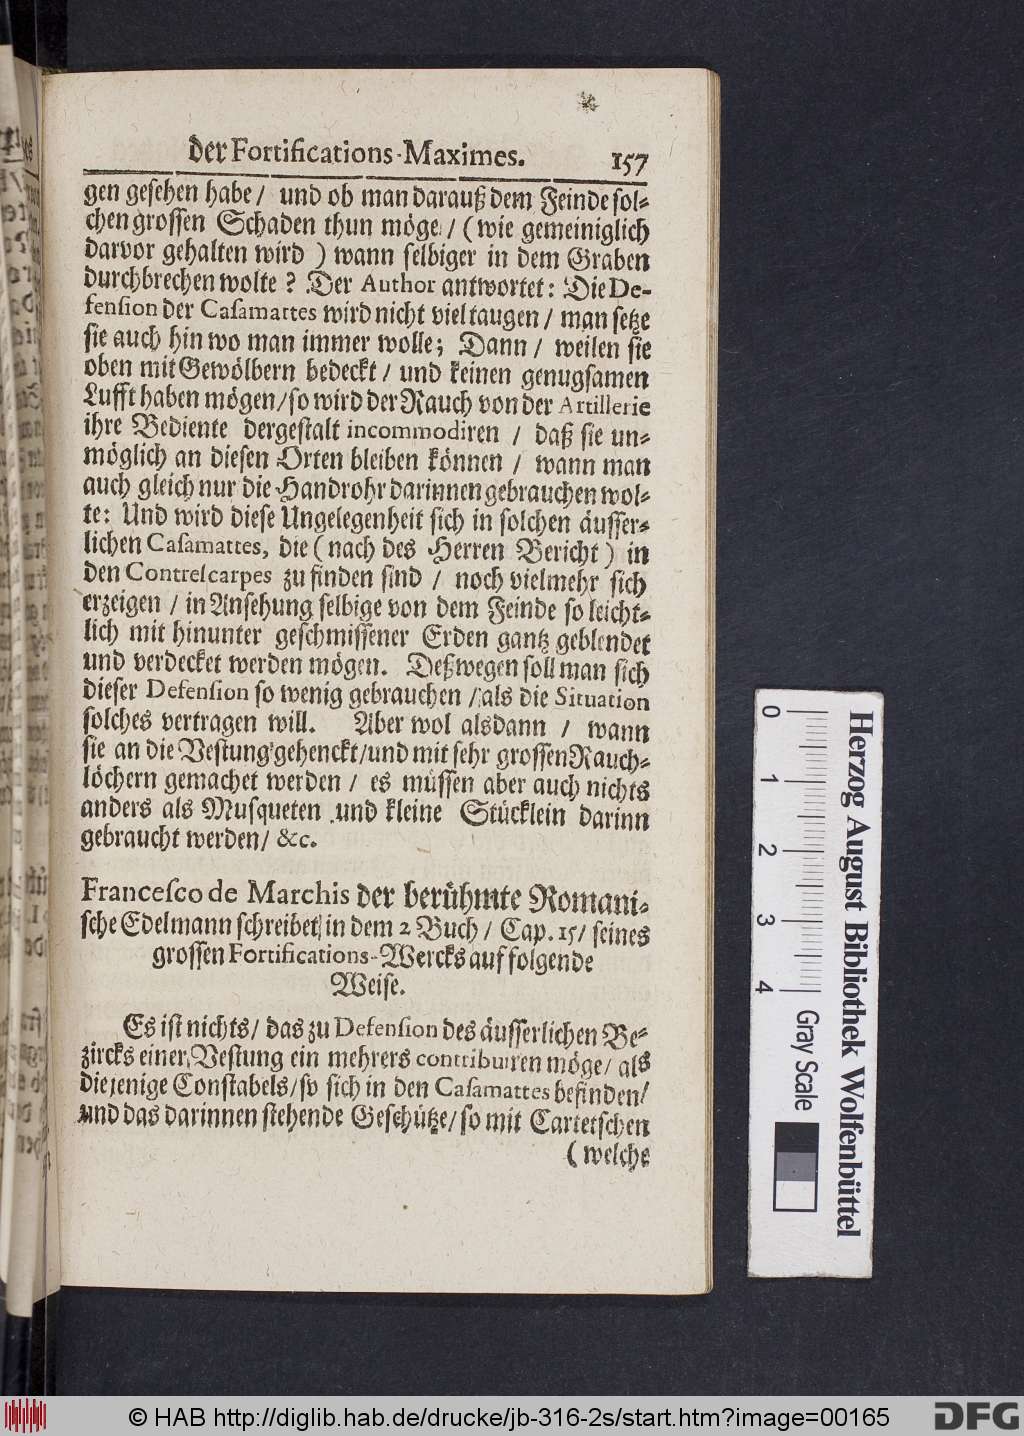 der Fortifications-Maximes. 157
gen gesehen habe / und ob man darauß dem Feinde sol-
chen grossen Schaden thun möge / ( wie gemeiniglich
darvor gehalten wird ) wann selbiger in dem Graben
durchbrechen wolte ? Der Author antwortet : Die De-
fension der Casamattes wird nicht viel taugen / man setze
sie auch hin wo man immer wolle ; Dann / weilen sie
oben mit Gewölbern bedeckt / und keinen genugsamen
Lufft haben mögen / so wird der Rauch von der Artillerie
ihre Bediente dergestalt incommodiren / daß sie un-
möglich an diesen Orten bleiben können / wann man
auch gleich nur die Handrohr darinnen gebrauchen wol-
te : Und wird diese Ungelegenheit sich in solchen äusser-
lichen Casamattes, die ( nach des Herren Bericht ) in
den Contrescarpes zu finden sind / noch vielmehr sich
erzeigen / in Ansehung selbige von dem Feinde so leicht-
lich mit hinunter geschmissener Erden gantz geblendet
und verdecket werden mögen. Deßwegen soll man sich
dieser Defension so wenig gebrauchen / als die Situation
solches vertragen will. Aber wol alsdann / wann
sie an die Vestung gehenckt / und mit sehr grossen Rauch-
löchern gemachet werden / es müssen aber auch nichts
anders als Musqueten und kleine Stücklein darinn
gebraucht werden / &c.
Francesco de Marchis der berühmte Romani-
sche Edelmann schreibet in dem 2 Buch / Cap. 15 / seines
grossen Fortifications-Wercks auf folgende
Weise.
Es ist nichts / das zu Defension des äusserlichen Be-
zircks einer Vestung ein mehrers contribuiren möge / als
diejenige Constabels / so sich in den Casamattes befinden /
und das darinnen stehende Geschütze / so mit Cartetschen
( welche
0 1 2 3 4
Gray Scale
Herzog August Bibliothek Wolfenbüttel
© HAB http://diglib.hab.de/drucke/jb-316-2s/start.htm?image=00165
DFG